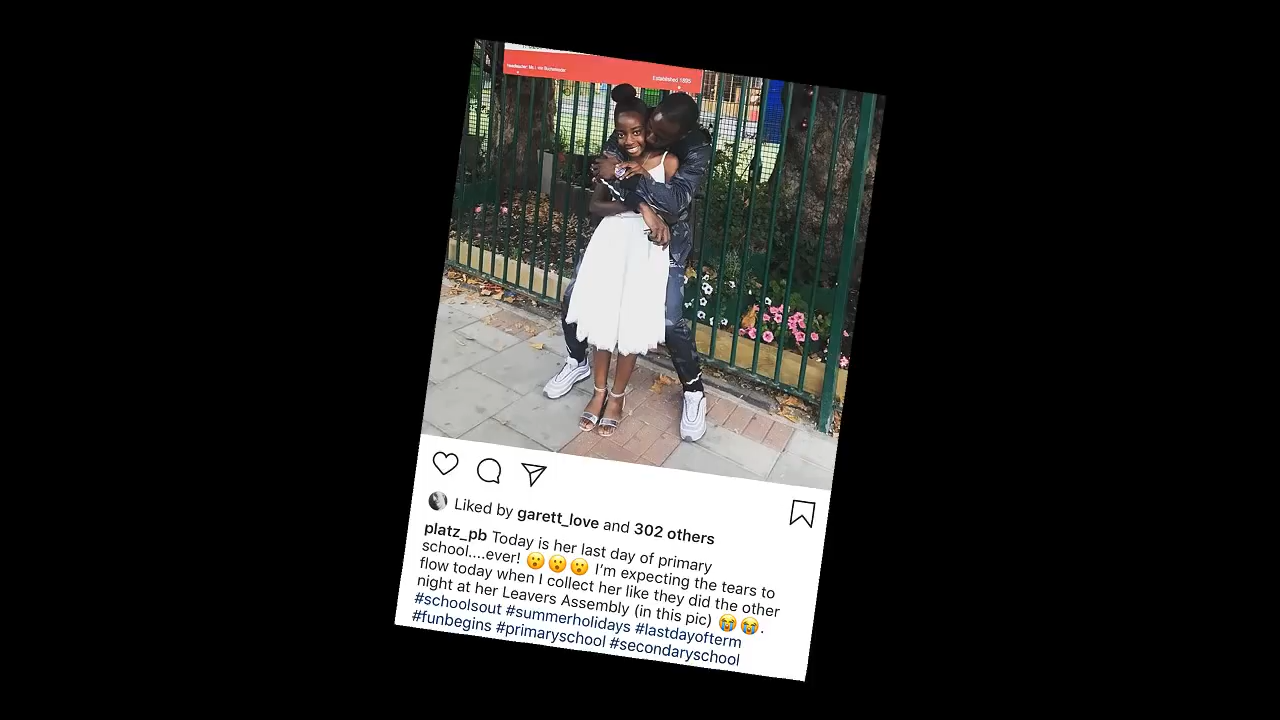 Established 1895
Liked by garett_love and 302 others
platz_pb Today is her last day of primary
school....ever! 😮😮😮 I'm expecting the tears to
flow today when I collect her like they did the other
night at her Leavers Assembly (in this pic) 😭😭.
#schoolsout #summerholidays #lastdayofterm
#funbegins #primaryschool #secondaryschool